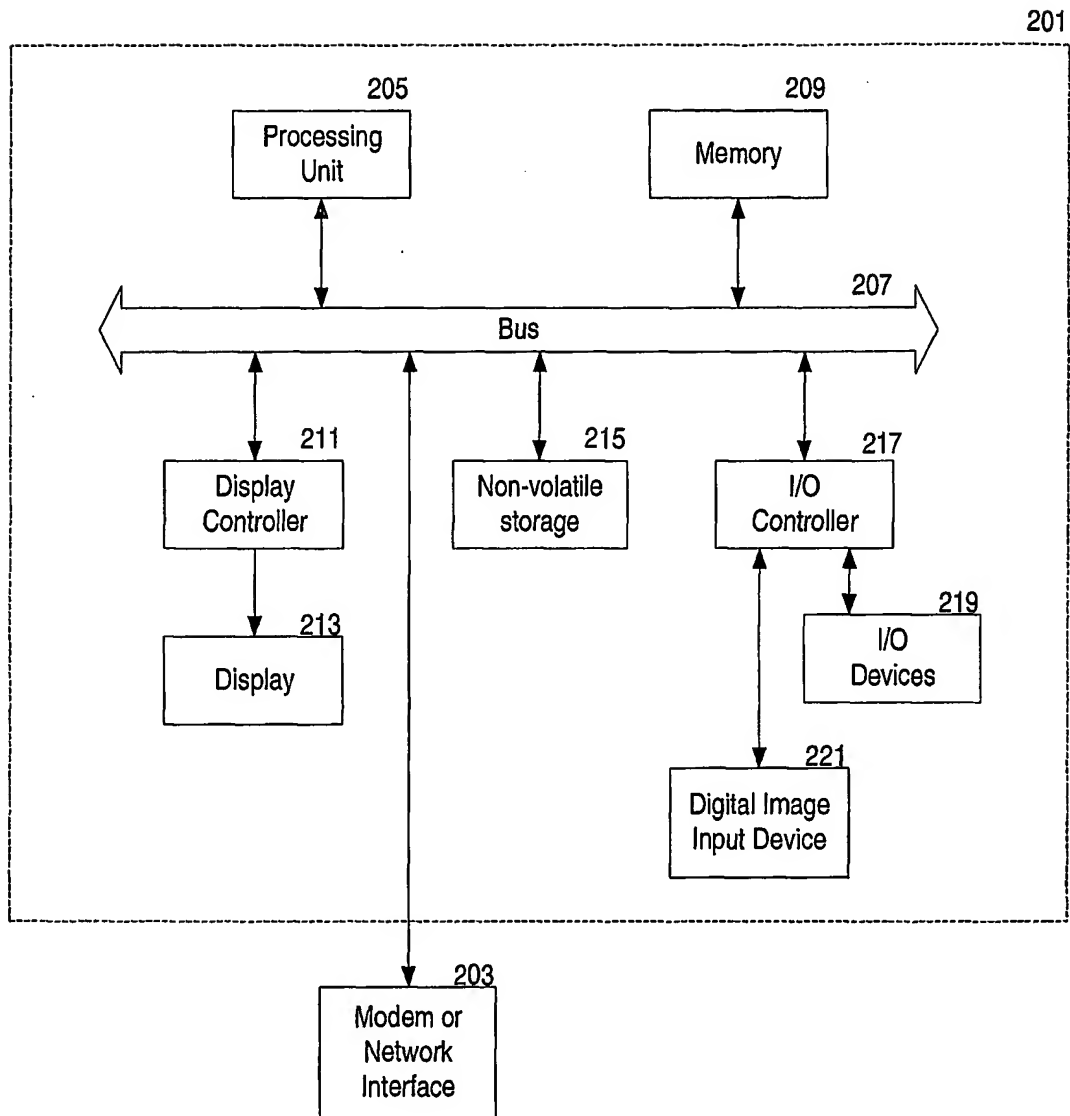 201
205
Processing
Unit
209
Memory
207
Bus
211
Display
Controller
215
Non-volatile
storage
217
I/O
Controller
213
Display
219
I/O
Devices
221
Digital Image
Input Device
203
Modem or
Network
Interface